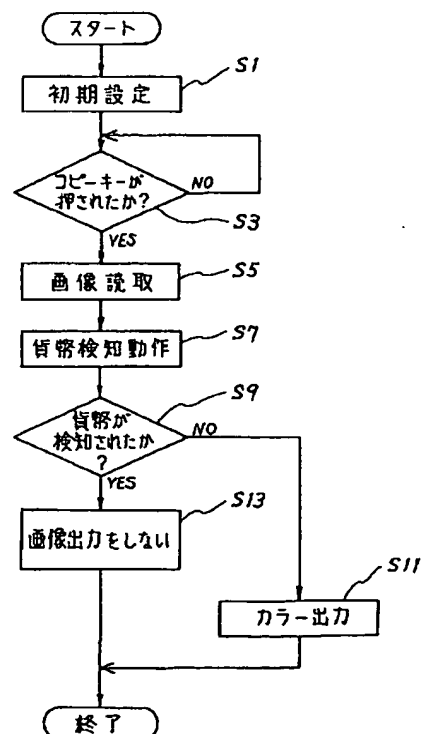 スタート
S1
初期設定
コピーキーが
押されたか?
NO
S3
YES
S5
画像読取
S7
貨幣検知動作
S9
貨幣が
検知されたか
?
NO
YES
S13
画像出力をしない
S11
カラー出力
終了